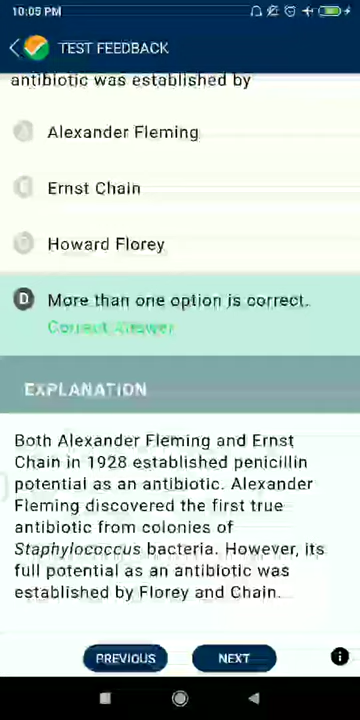 10:05 PM
TEST FEEDBACK
antibiotic was established by
Alexander Fleming
Ernst Chain
Howard Florey
D More than one option is correct.
Correct Answer
EXPLANATION
Both Alexander Fleming and Ernst
Chain in 1928 established penicillin
potential as an antibiotic. Alexander
Fleming discovered the first true
antibiotic from colonies of
Staphylococcus bacteria. However, its
full potential as an antibiotic was
established by Florey and Chain.
PREVIOUS
NEXT